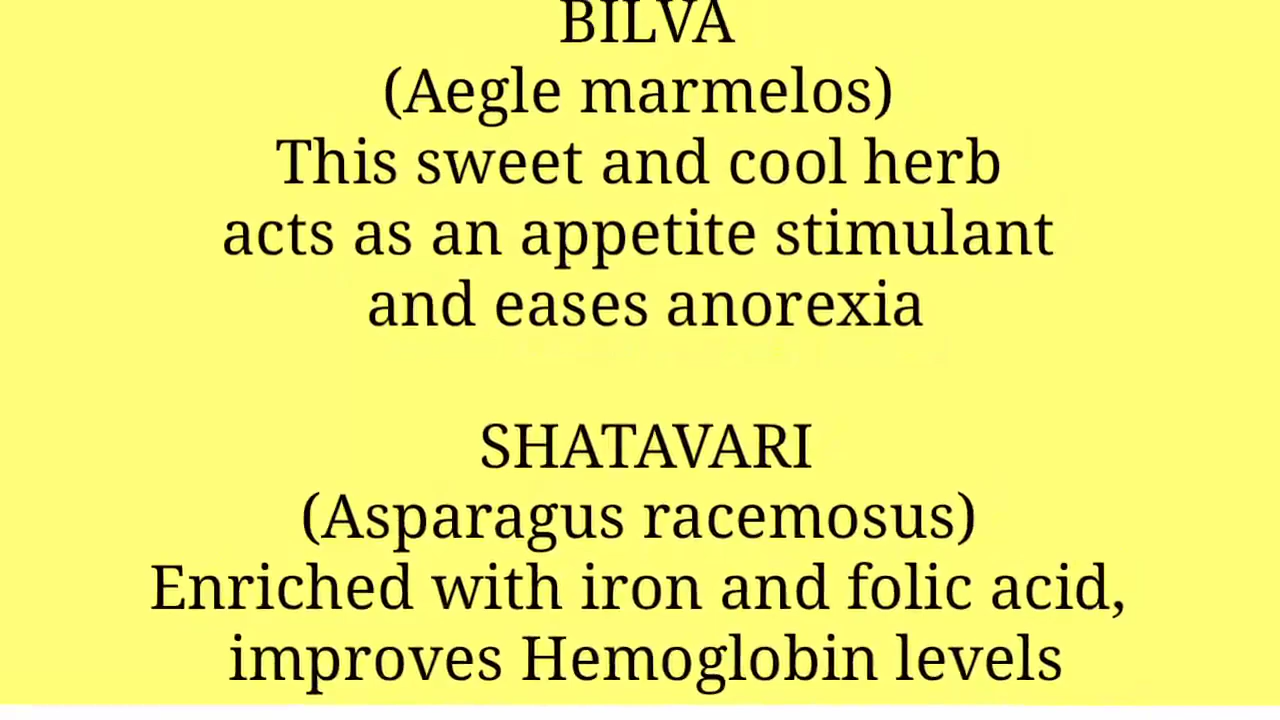 BILVA
(Aegle marmelos)
This sweet and cool herb
acts as an appetite stimulant
and eases anorexia
SHATAVARI
(Asparagus racemosus)
Enriched with iron and folic acid,
improves Hemoglobin levels